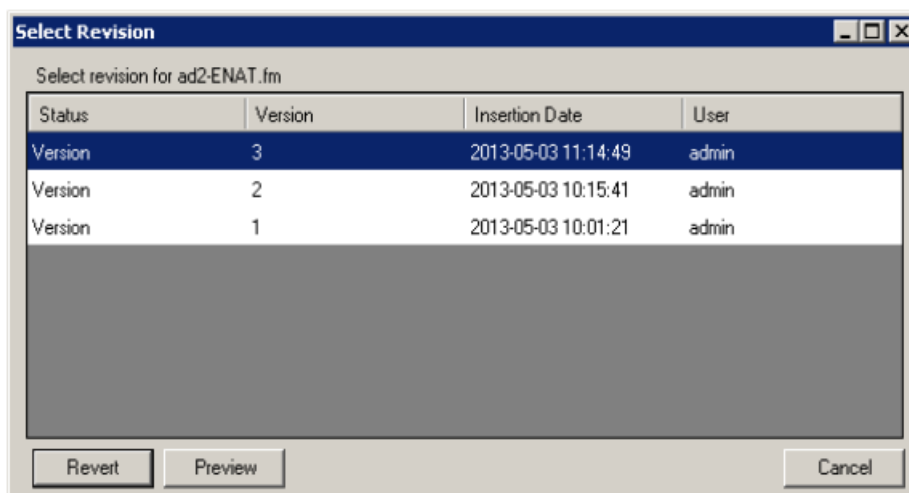 Select Revision
Select revision for ad2-ENAT.fm
Status Version Insertion Date User
Version 3 2013-05-03 11:14:49 admin
Version 2 2013-05-03 10:15:41 admin
Version 1 2013-05-03 10:01:21 admin
Revert Preview Cancel